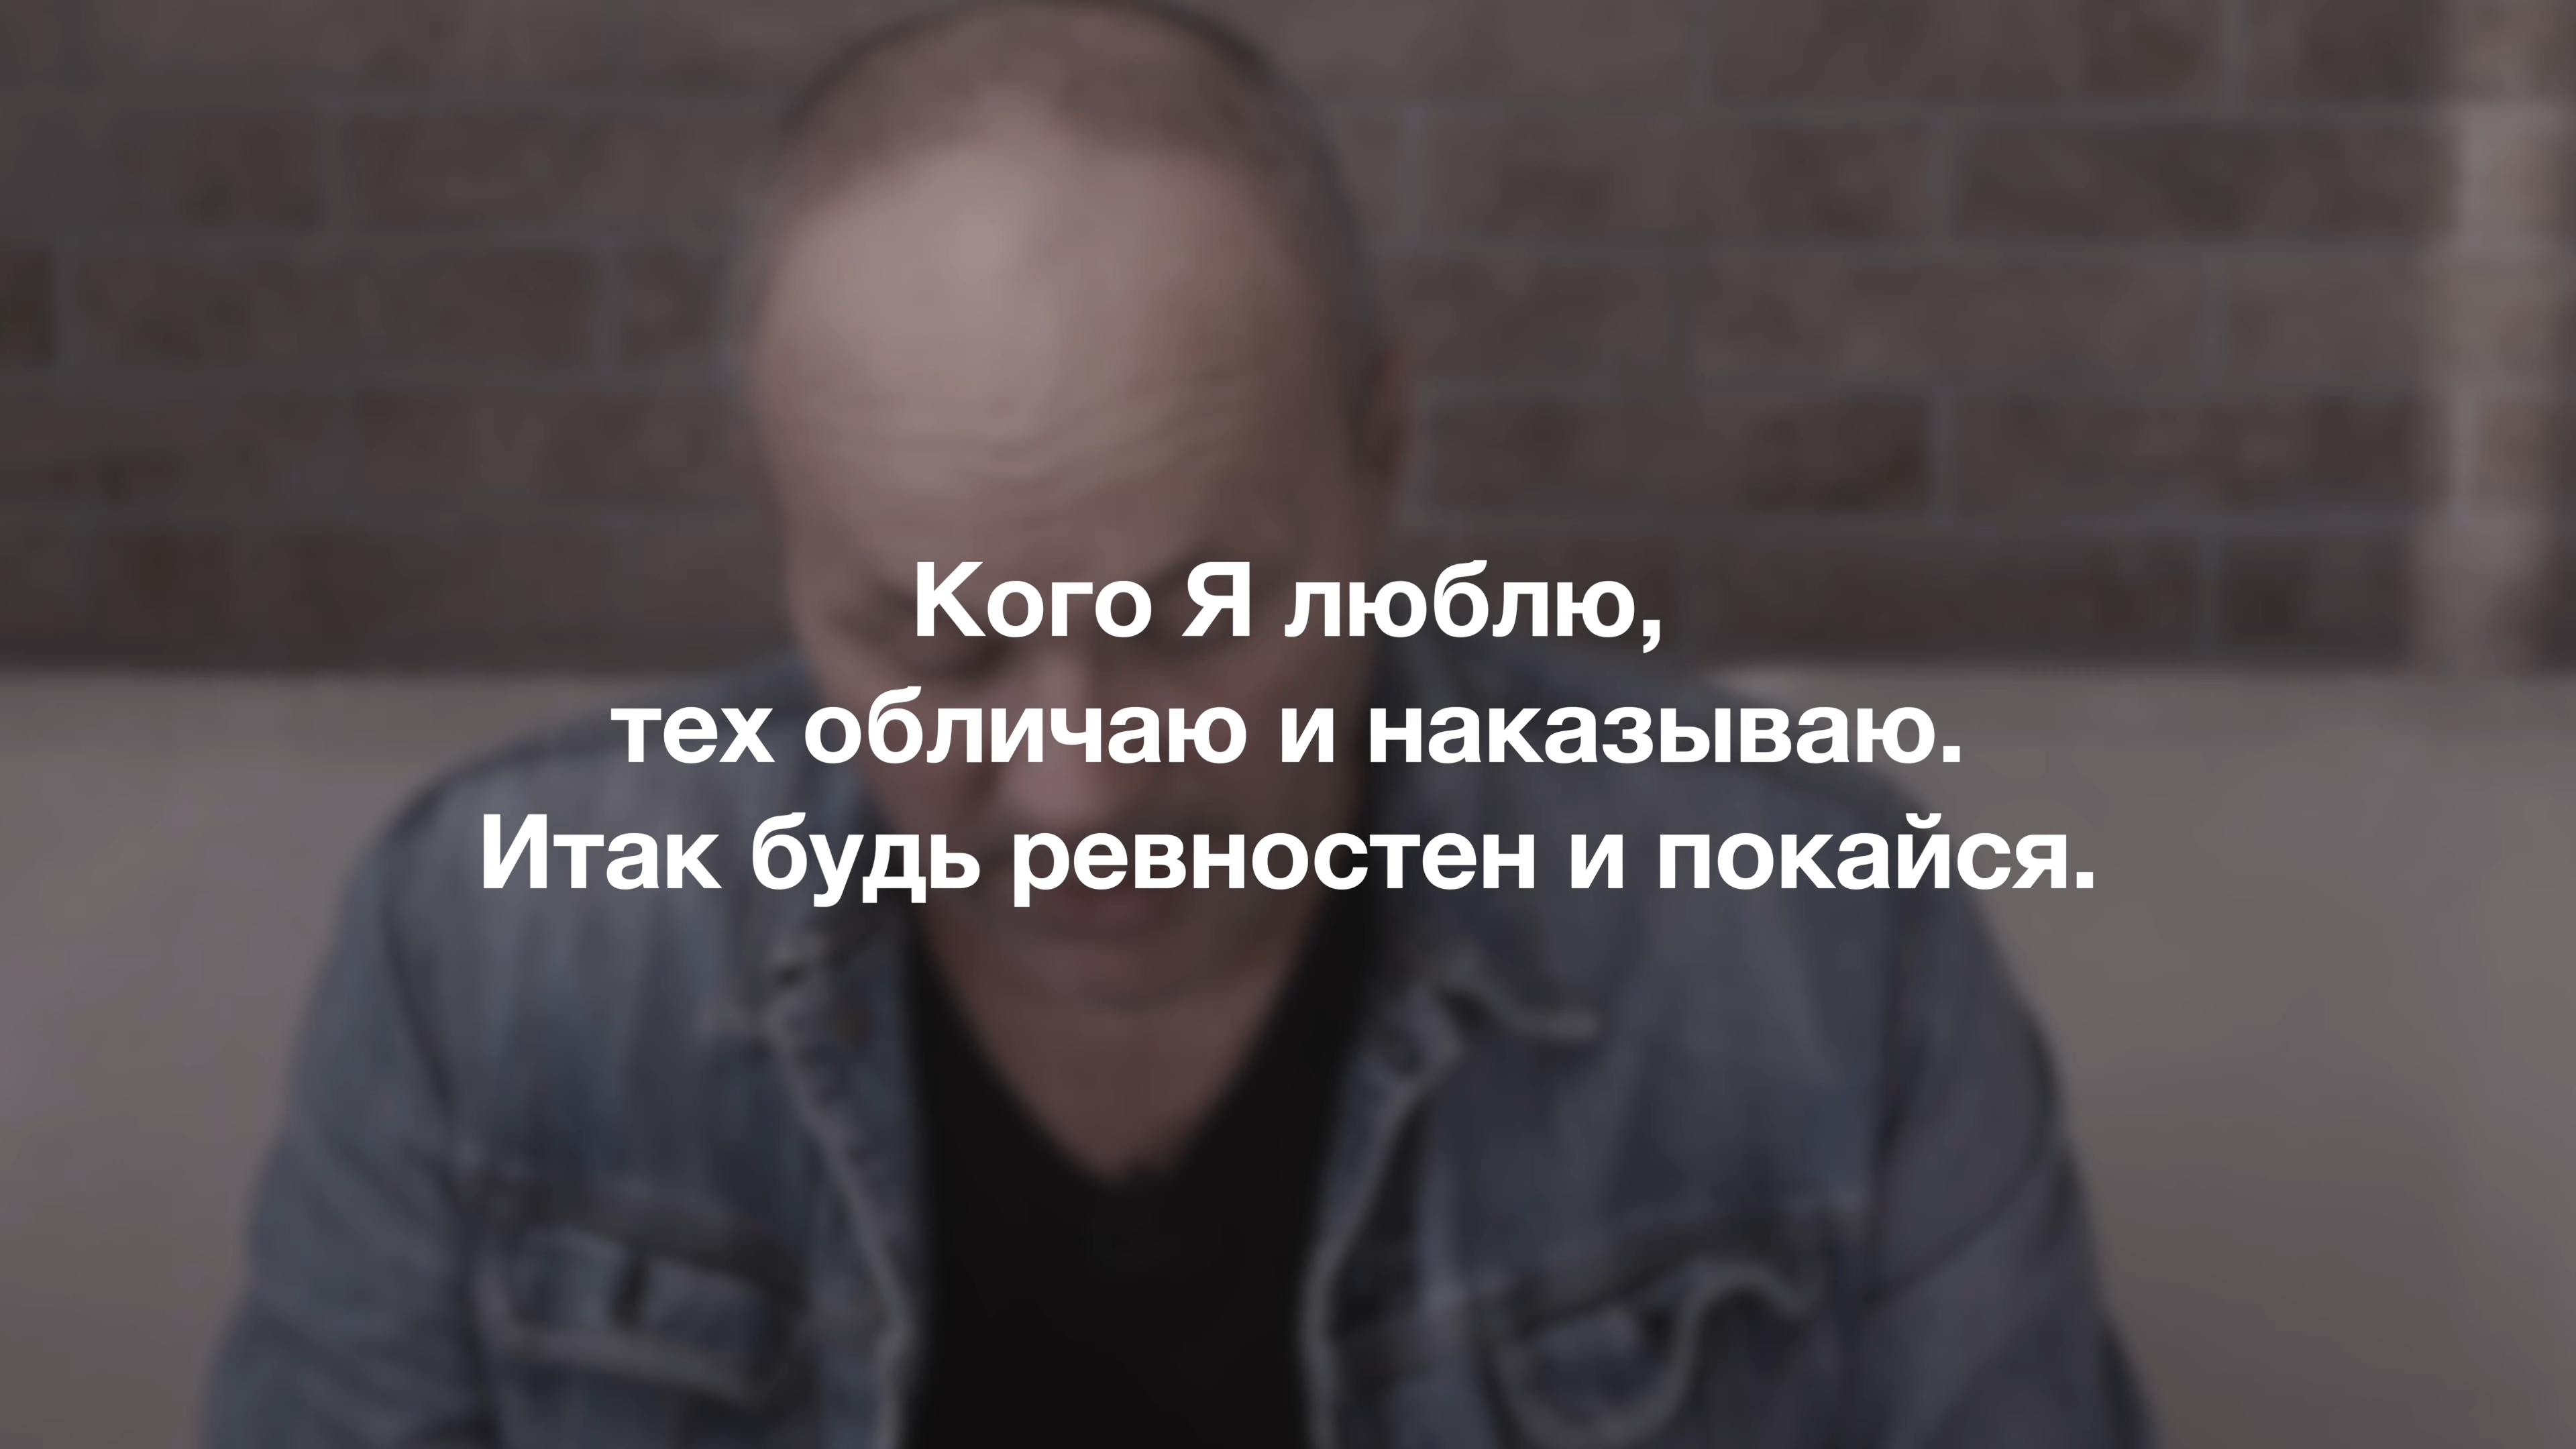 Кого Я люблю,
тех обличаю и наказываю.
Итак будь ревностен и покайся.